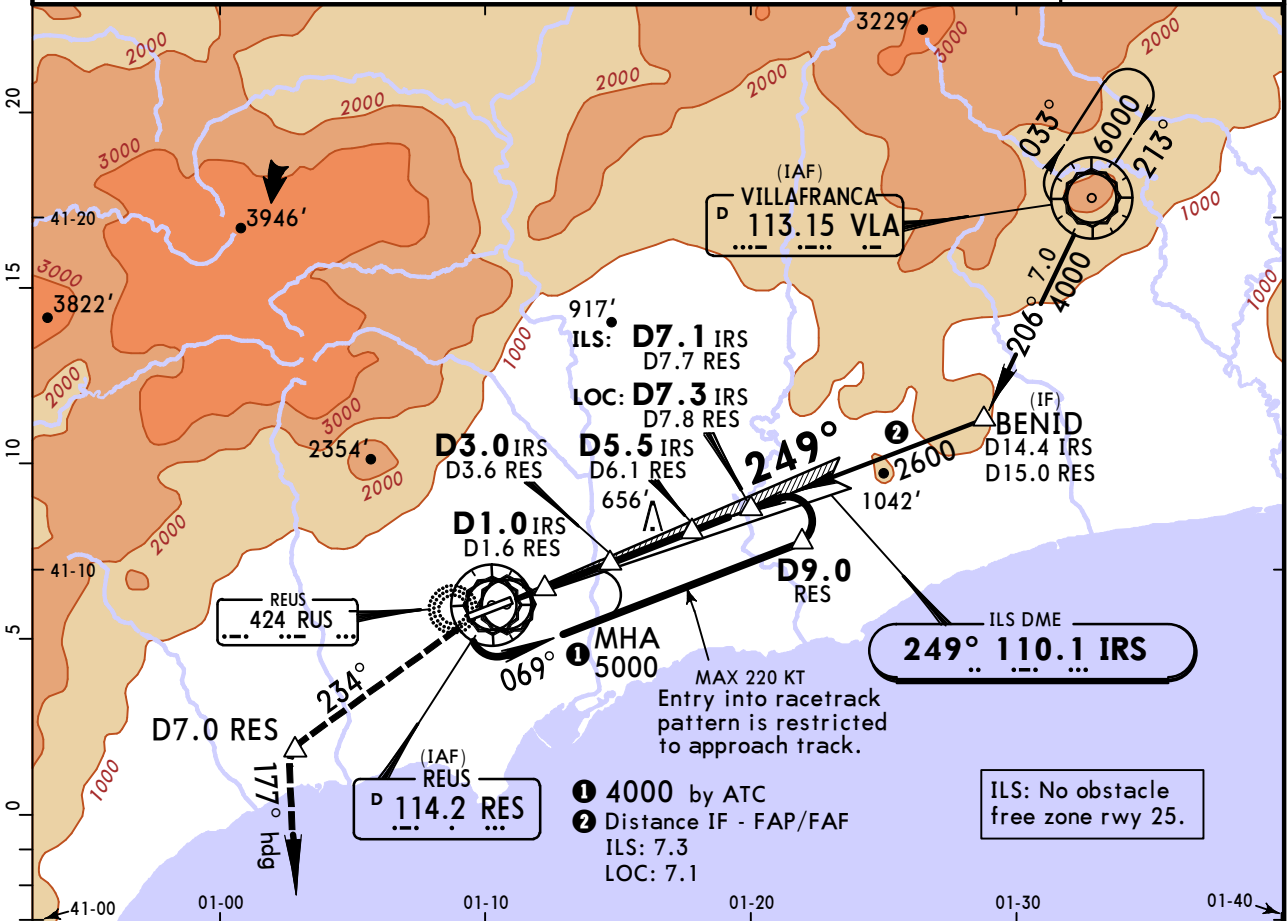 2000
3229'
3000
2000
20
2000
2000
2000
033°
6000
213°
3000
(IAF)
VILLAFRANCA
D 113.15 VLA
41-20
3946'
1000
3000
3822'
15
7.0
206° 4000
1000
917'
ILS: D7.1 IRS
D7.7 RES
1000
LOC: D7.3 IRS
D7.8 RES
2000
3000
(IF)
BENID
D14.4 IRS
D15.0 RES
2354'
10
D3.0 IRS
D3.6 RES
D5.5 IRS
D6.1 RES
249°
2
2600
1042'
2000
656'
2000
D1.0 IRS
D1.6 RES
41-10
D9.0
RES
REUS
424 RUS
5
MHA
1 5000
069°
ILS DME
249° 110.1 IRS
MAX 220 KT
Entry into racetrack
pattern is restricted
to approach track.
234°
D7.0 RES
177° hdg
1000
0
(IAF)
REUS
D 114.2 RES
1 4000 by ATC
2 Distance IF - FAP/FAF
ILS: 7.3
LOC: 7.1
ILS: No obstacle
free zone rwy 25.
41-00
01-00
01-10
01-20
01-30
01-40